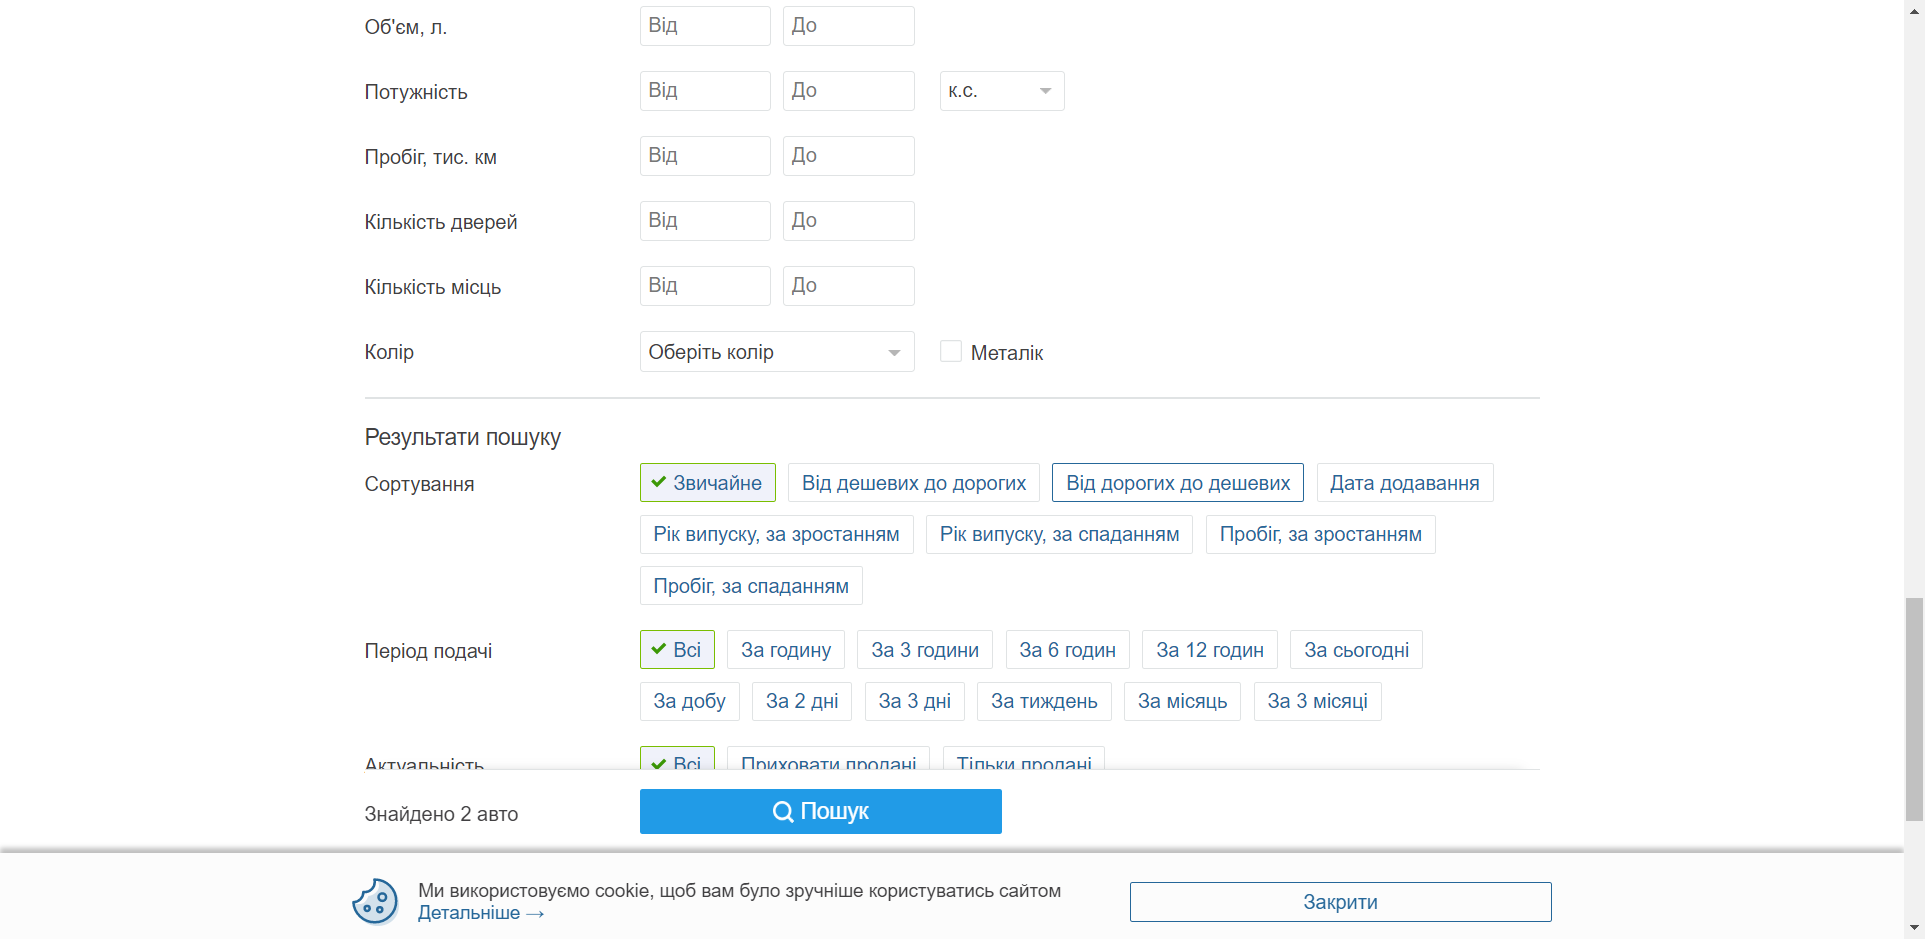 Об'єм, л. Від До
Потужність Від До к.с.
Пробіг, тис. км Від До
Кількість дверей Від До
Кількість місць Від До
Колір Оберіть колір Металік
Результати пошуку
Сортування Звичайне Від дешевих до дорогих Від дорогих до дешевих Дата додавання
Рік випуску, за зростанням Рік випуску, за спаданням Пробіг, за зростанням
Пробіг, за спаданням
Період подачі Всі За годину За 3 години За 6 годин За 12 годин За сьогодні
За добу За 2 дні За 3 дні За тиждень За місяць За 3 місяці
Актуальність Всі Приховати продані Тільки продані
Знайдено 2 авто Пошук
Ми використовуємо cookie, щоб вам було зручніше користуватись сайтом
Детальніше →
Закрити